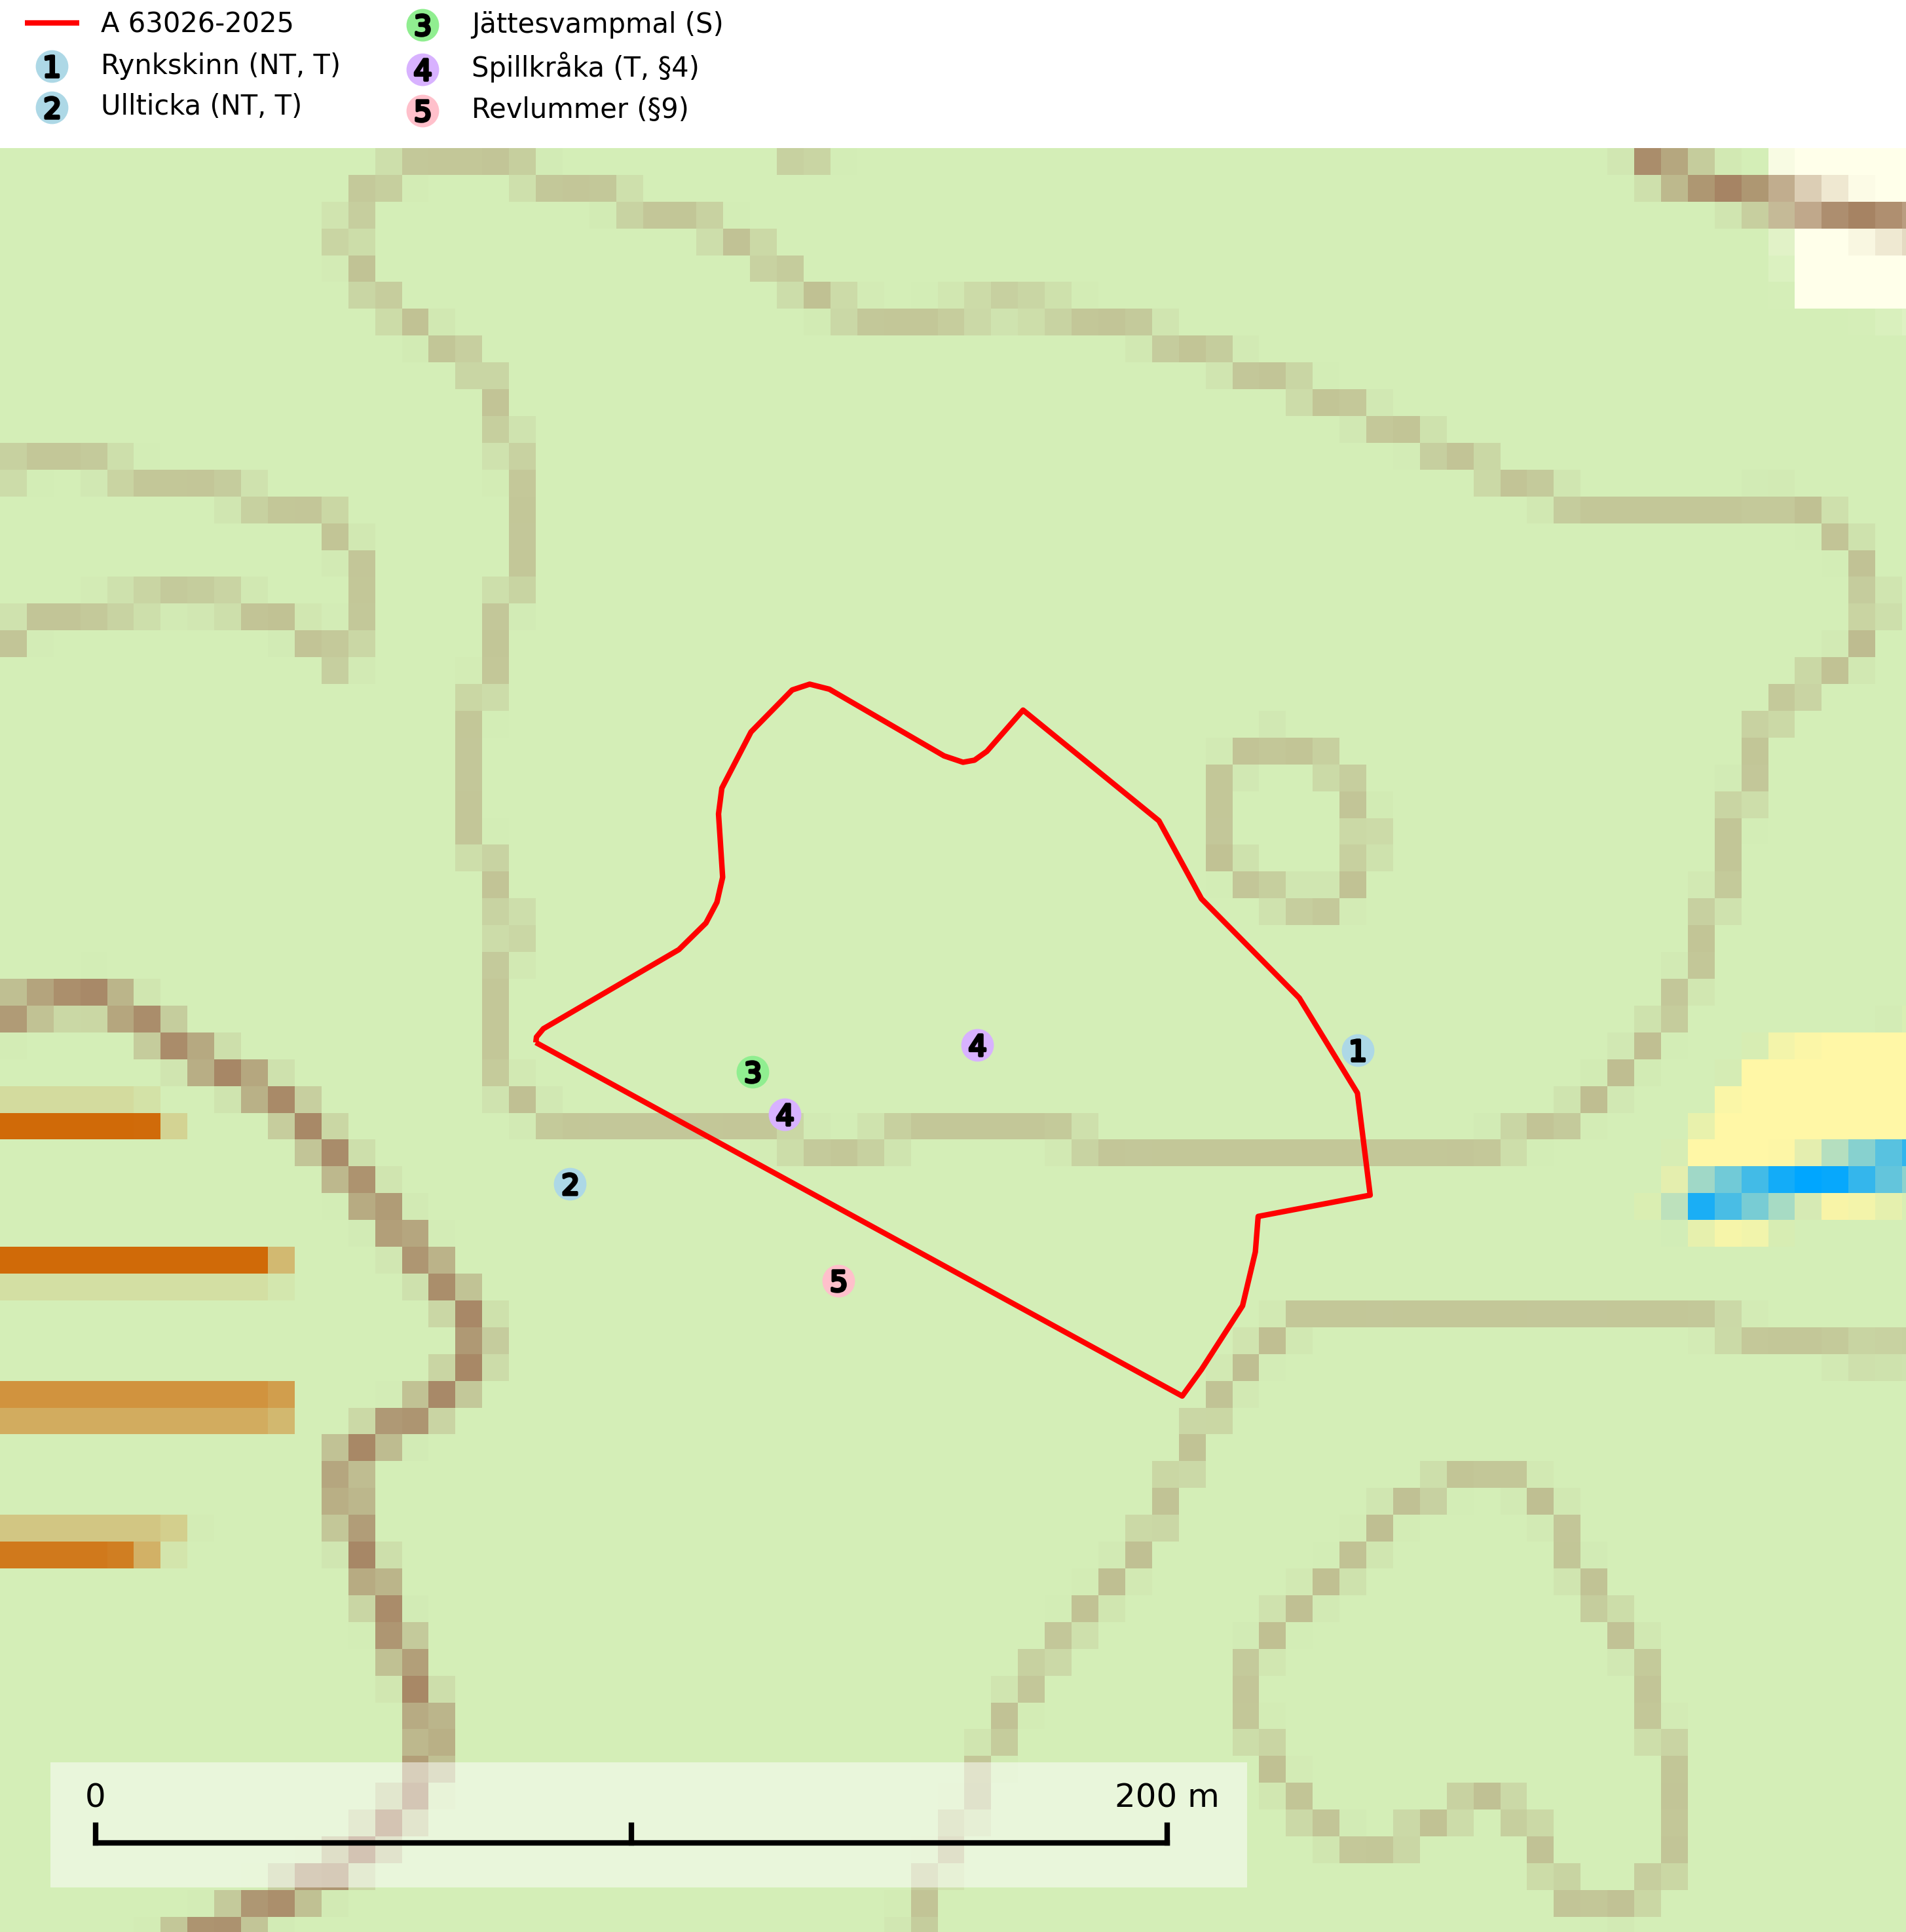 A 63026-2025
1 Rynkskinn (NT, T)
2 Ullticka (NT, T)
3 Jättesvampmal (S)
4 Spillkråka (T, §4)
5 Revlummer (§9)
4
1
3
4
2
5
0 200 m